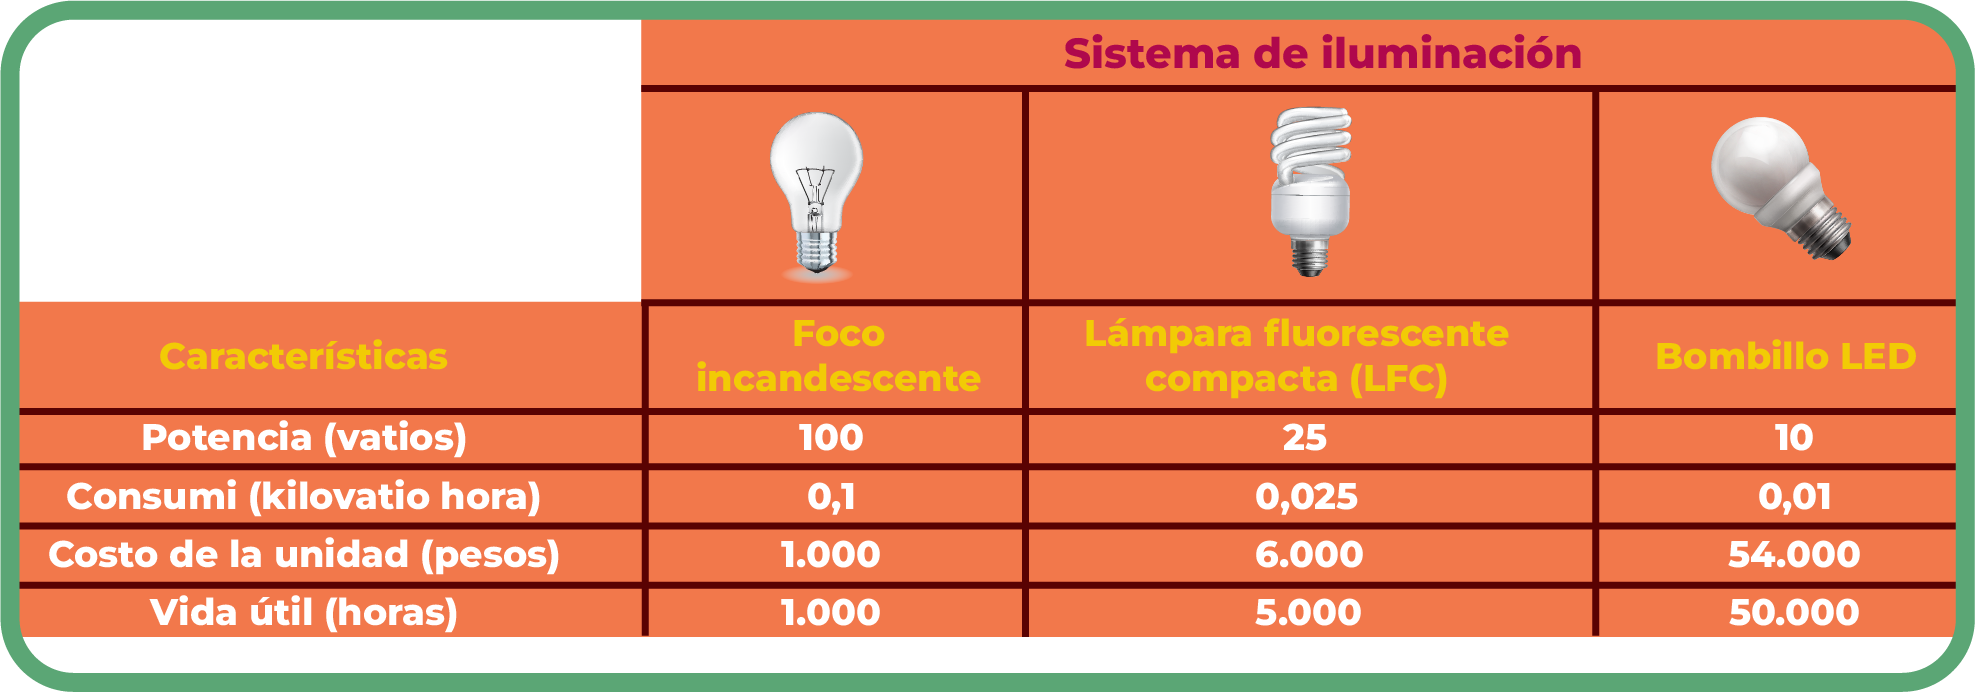 Sistema de iluminación
Características
Foco
incandescente
Lámpara fluorescente
compacta (LFC)
Bombillo LED
Potencia (vatios) 100 25 10
Consumi (kilovatio hora) 0,1 0,025 0,01
Costo de la unidad (pesos) 1.000 6.000 54.000
Vida útil (horas) 1.000 5.000 50.000